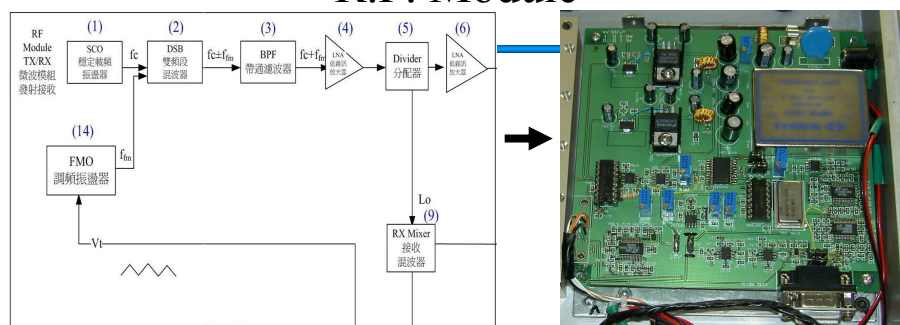 R.F. Module
RF
Module
TX/RX
微波模組
發射接收
(1)
SCO
穩定載頻
振盪器
fc
(2)
DSB
雙頻段
混波器
fc±ffm
(3)
BPF
帶通濾波器
fc+ffm
(4)
LNA
低雜訊
放大器
(5)
Divider
分配器
(6)
LNA
低雜訊
放大器
(14)
FMO
調頻振盪器
ffm
Vt
Lo
(9)
RX Mixer
接收
混波器